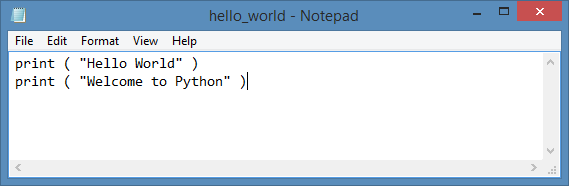 hello_world - Notepad
File Edit Format View Help
print ( "Hello World" )
print ( "Welcome to Python" )